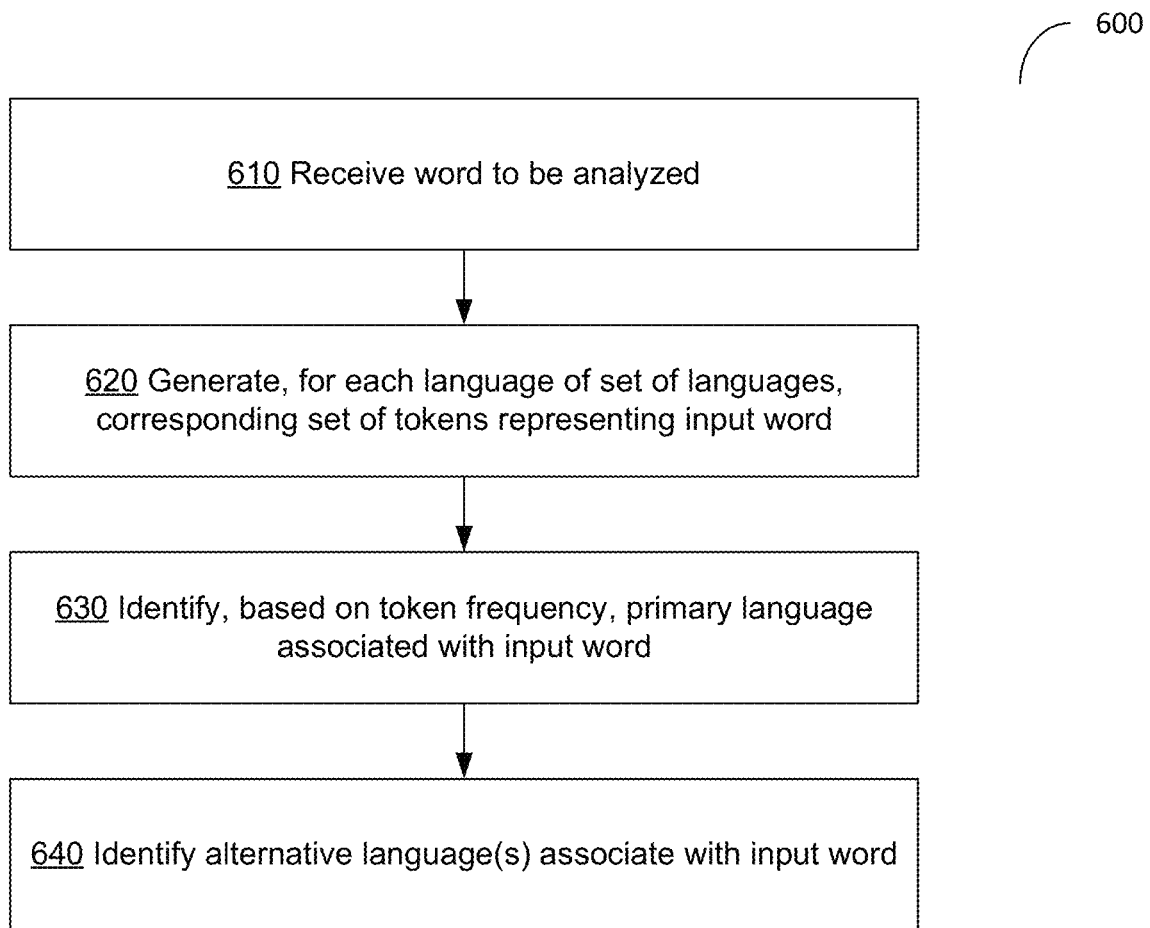 600
610 Receive word to be analyzed
620 Generate, for each language of set of languages,
corresponding set of tokens representing input word
630 Identify, based on token frequency, primary language
associated with input word
640 Identify alternative language(s) associate with input word